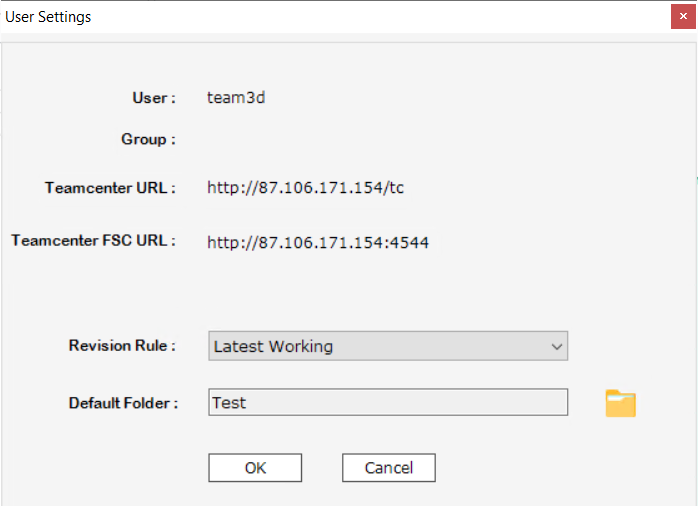 User Settings
User : team3d
Group :
Teamcenter URL : http://87.106.171.154/tc
Teamcenter FSC URL : http://87.106.171.154:4544
Revision Rule : Latest Working
Default Folder : Test
OK Cancel